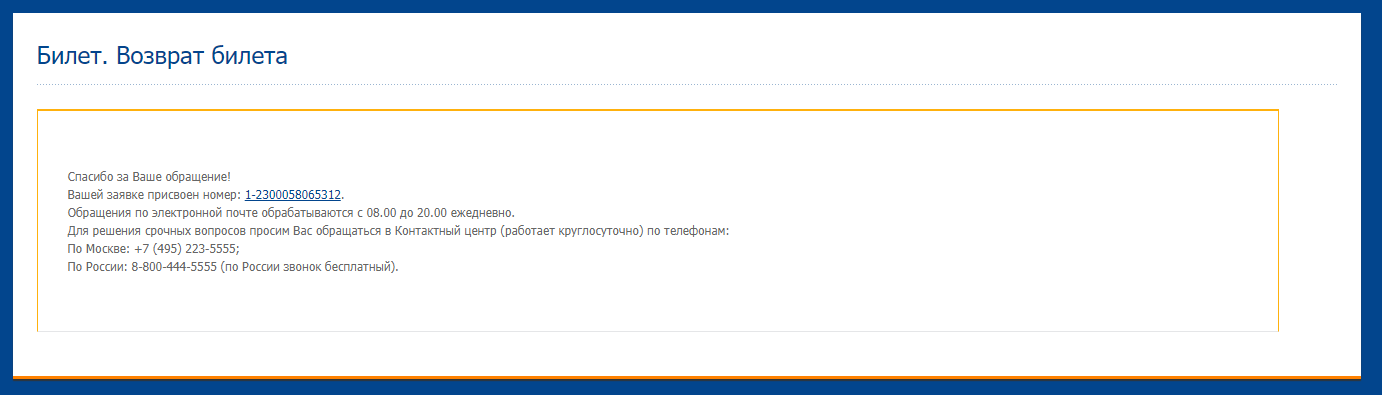 Билет. Возврат билета
Спасибо за Ваше обращение!
Вашей заявке присвоен номер: 1-2300058065312.
Обращения по электронной почте обрабатываются с 08.00 до 20.00 ежедневно.
Для решения срочных вопросов просим Вас обращаться в Контактный центр (работает круглосуточно) по телефонам:
По Москве: +7 (495) 223-5555;
По России: 8-800-444-5555 (по России звонок бесплатный).